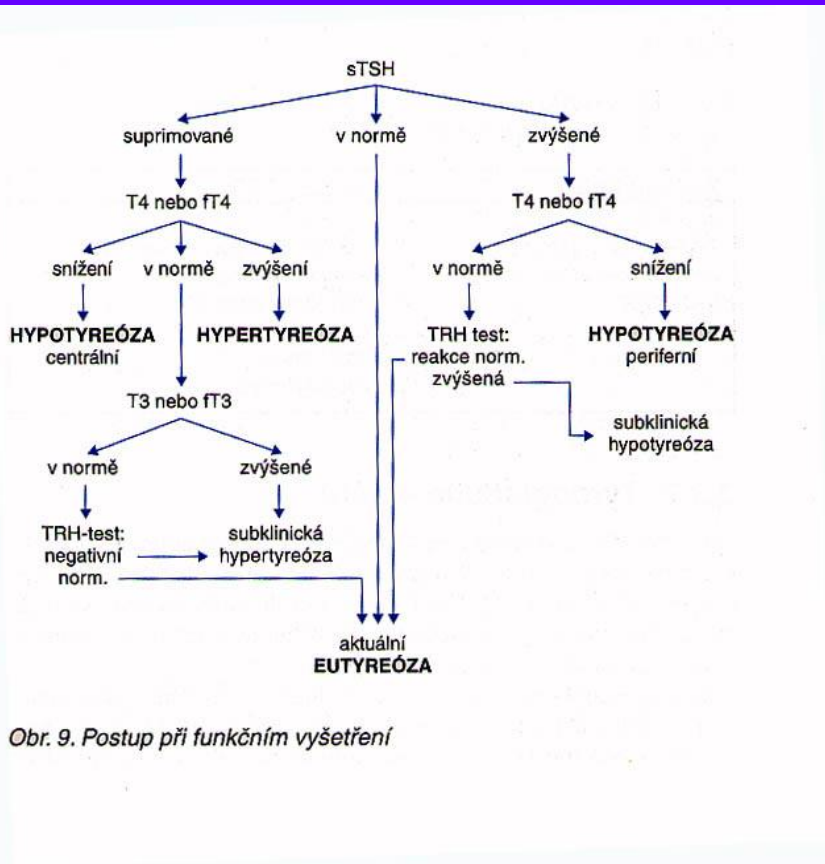 sTSH
suprimované v normě zvýšené
T4 nebo fT4 T4 nebo fT4
snížení v normě zvýšení v normě snížení
HYPOTYREÓZA HYPERTYREÓZA TRH test: HYPOTYREÓZA
centrální reakce norm. periferní
zvýšená
T3 nebo fT3
subklinická
hypotyreóza
v normě zvýšené
TRH-test: subklinická
negativní hypertyreóza
norm.
aktuální
EUTYREÓZA
Obr. 9. Postup při funkčním vyšetření